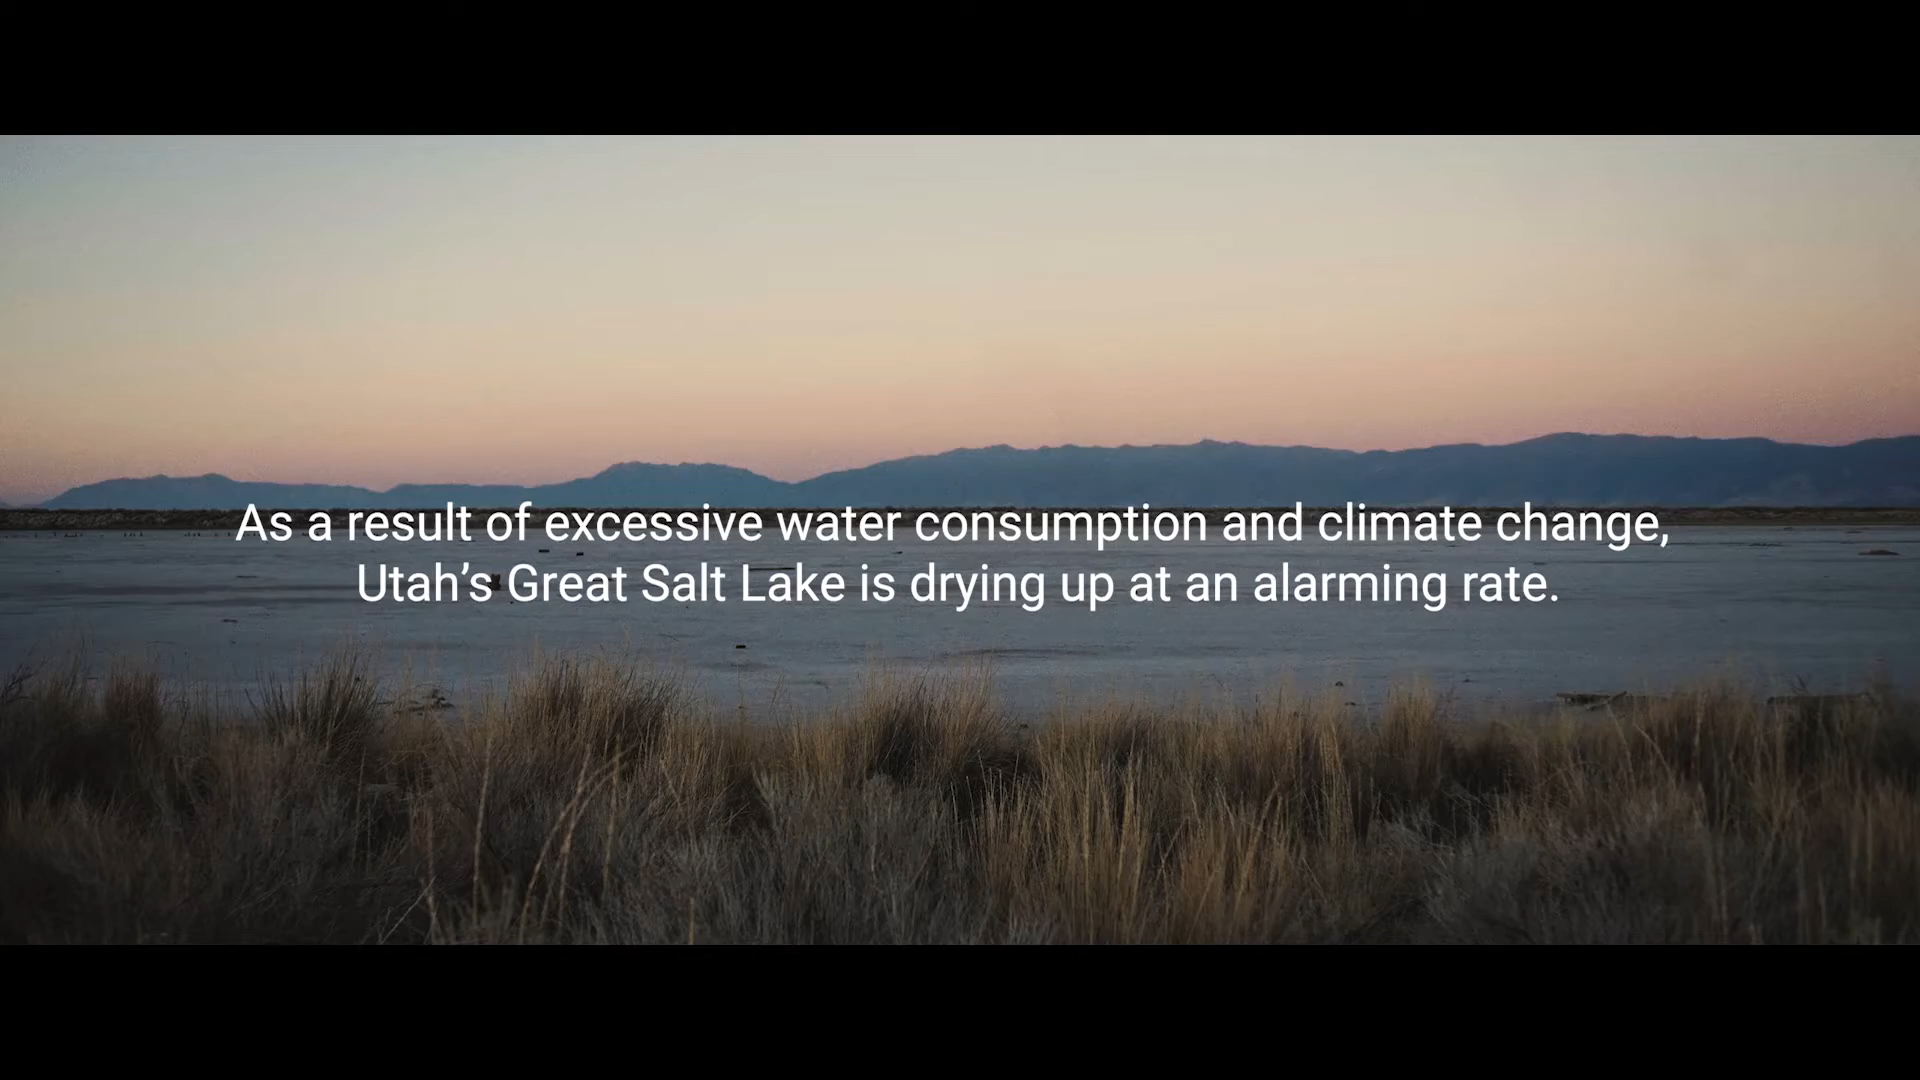 As a result of excessive water consumption and climate change,
Utah’s Great Salt Lake is drying up at an alarming rate.